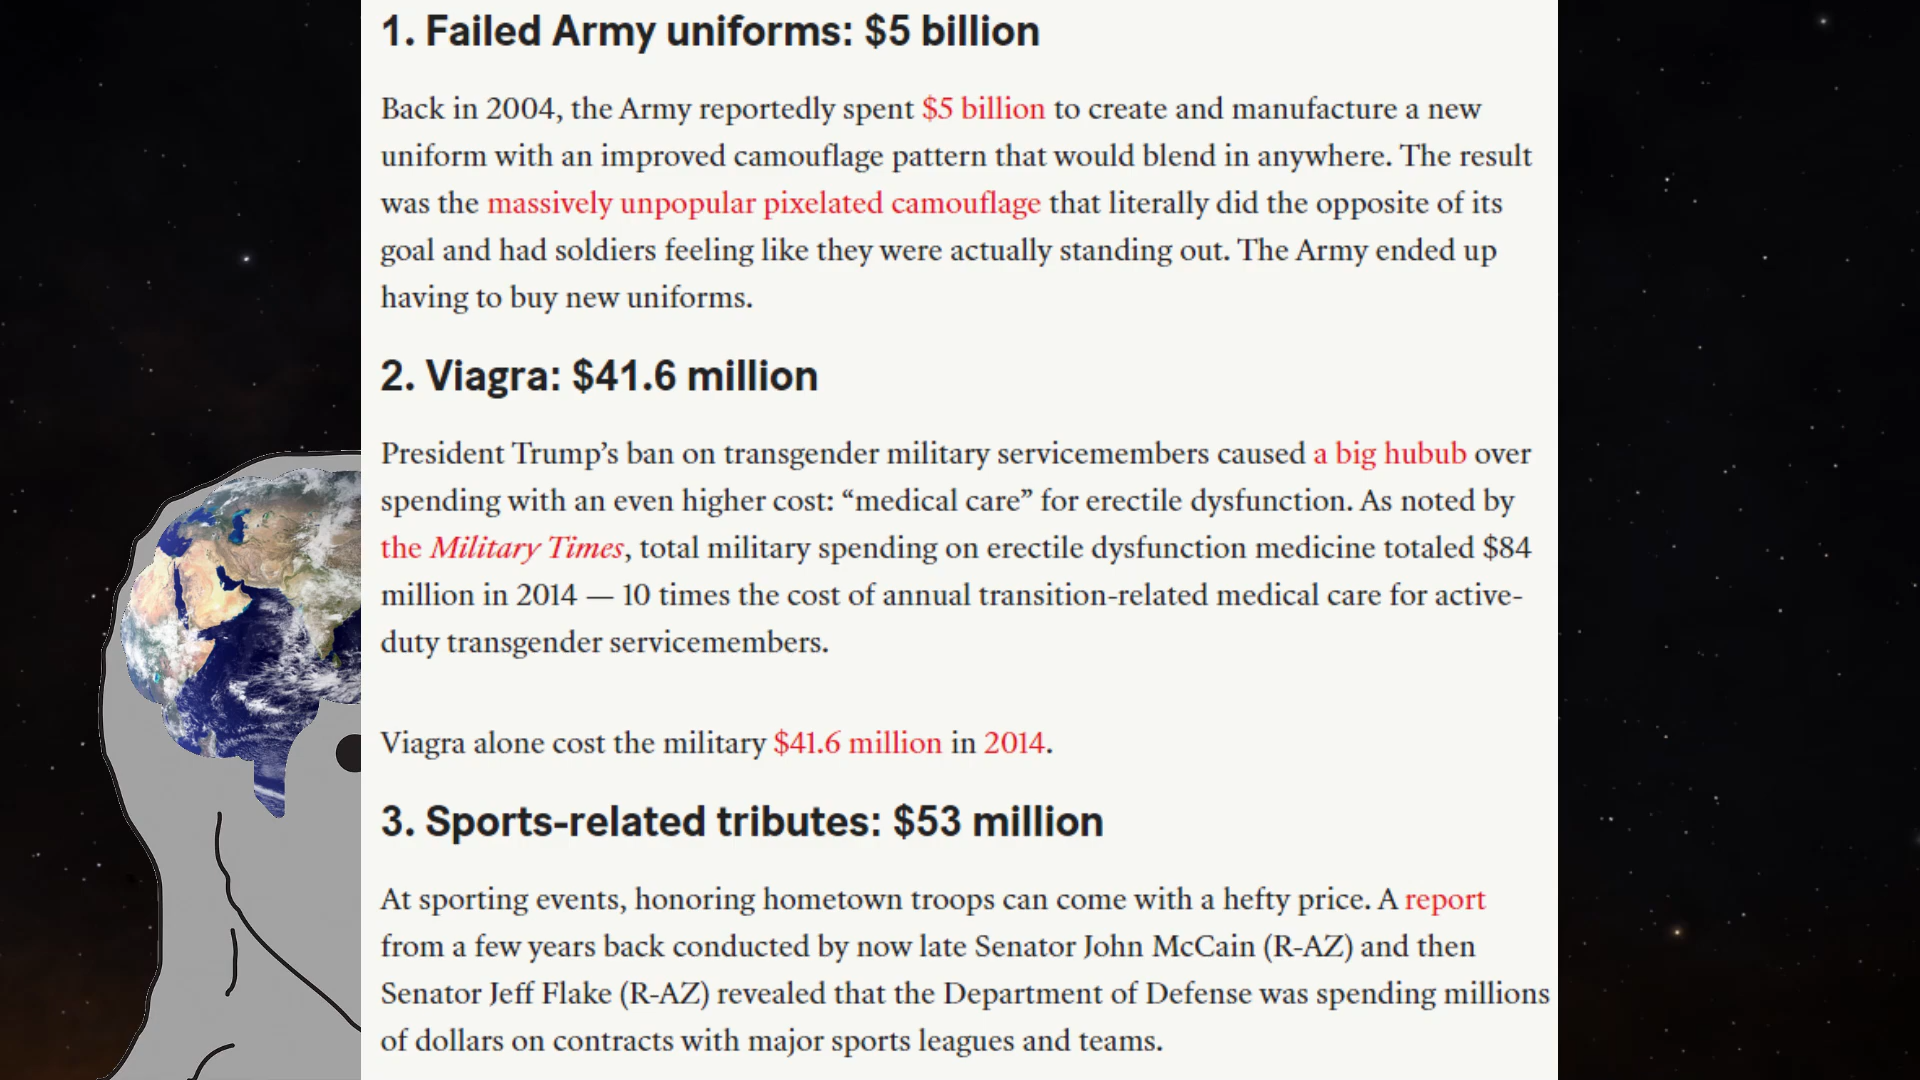 1. Failed Army uniforms: $5 billion
Back in 2004, the Army reportedly spent $5 billion to create and manufacture a new
uniform with an improved camouflage pattern that would blend in anywhere. The result
was the massively unpopular pixelated camouflage that literally did the opposite of its
goal and had soldiers feeling like they were actually standing out. The Army ended up
having to buy new uniforms.
2. Viagra: $41.6 million
President Trump’s ban on transgender military servicemembers caused a big hubub over
spending with an even higher cost: “medical care” for erectile dysfunction. As noted by
the Military Times, total military spending on erectile dysfunction medicine totaled $84
million in 2014 — 10 times the cost of annual transition-related medical care for active-
duty transgender servicemembers.
Viagra alone cost the military $41.6 million in 2014.
3. Sports-related tributes: $53 million
At sporting events, honoring hometown troops can come with a hefty price. A report
from a few years back conducted by now late Senator John McCain (R-AZ) and then
Senator Jeff Flake (R-AZ) revealed that the Department of Defense was spending millions
of dollars on contracts with major sports leagues and teams.